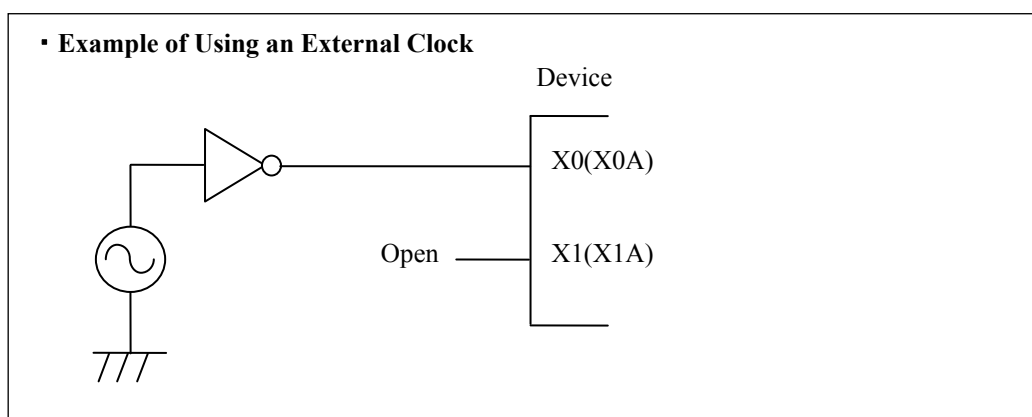 ▪ Example of Using an External Clock
Device
X0(X0A)
Open
X1(X1A)